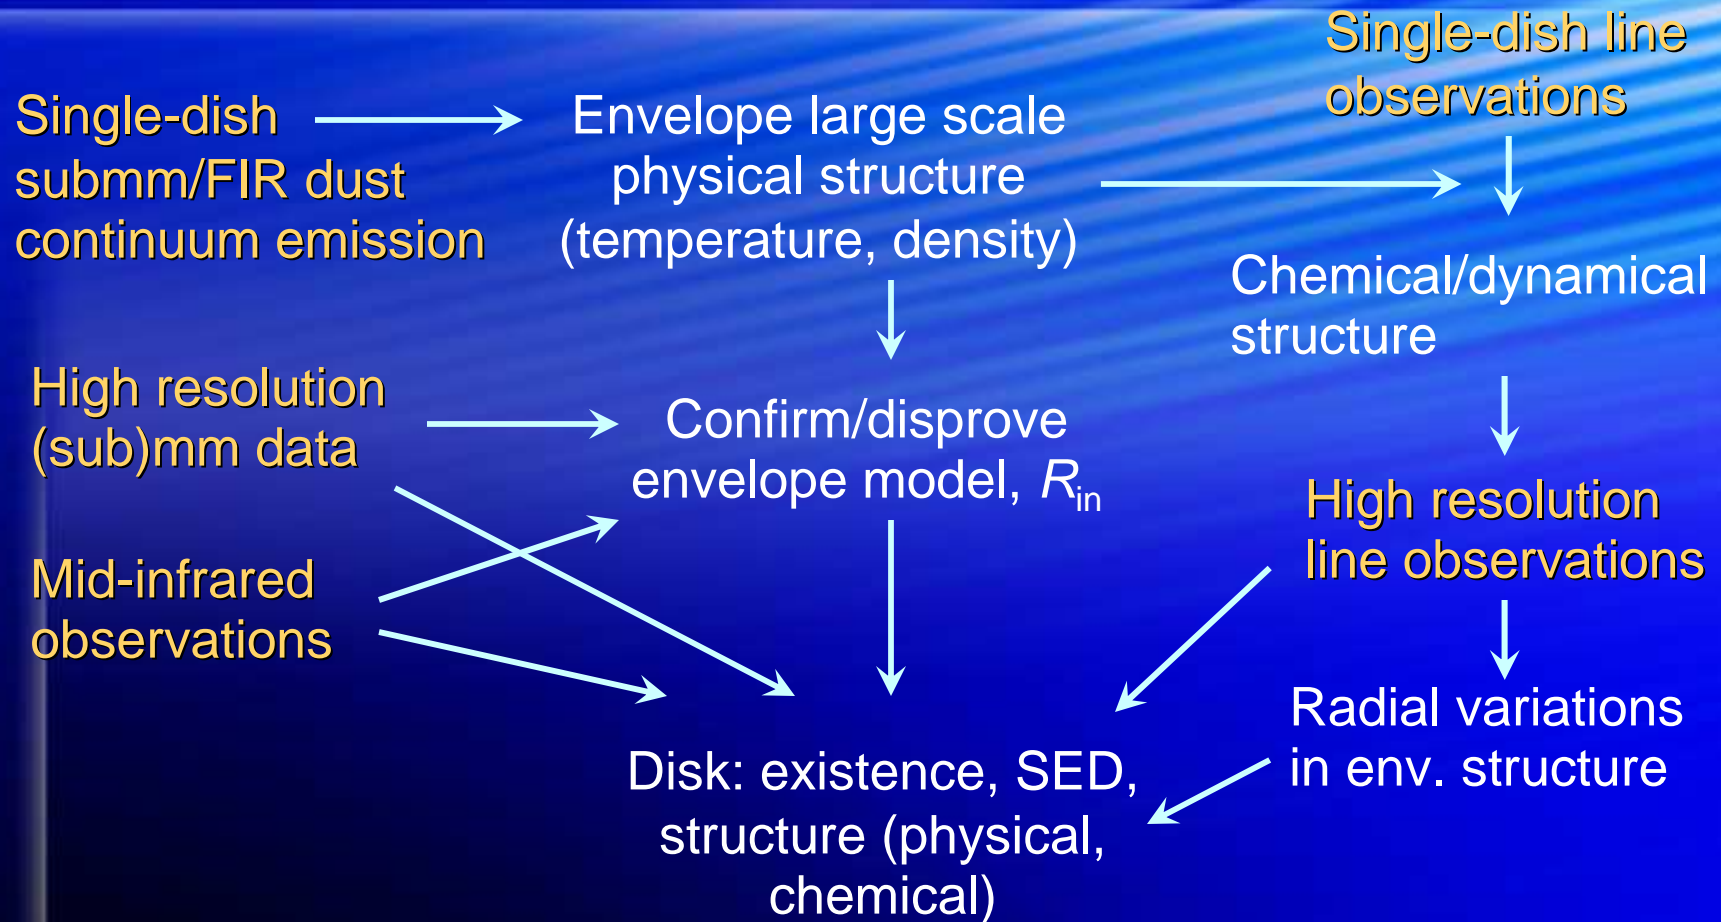 Single-dish line
observations
Single-dish
submm/FIR dust
continuum emission
Envelope large scale
physical structure
(temperature, density)
Chemical/dynamical
structure
High resolution
(sub)mm data
Confirm/disprove
envelope model, Rin
High resolution
line observations
Mid-infrared
observations
Radial variations
in env. structure
Disk: existence, SED,
structure (physical,
chemical)